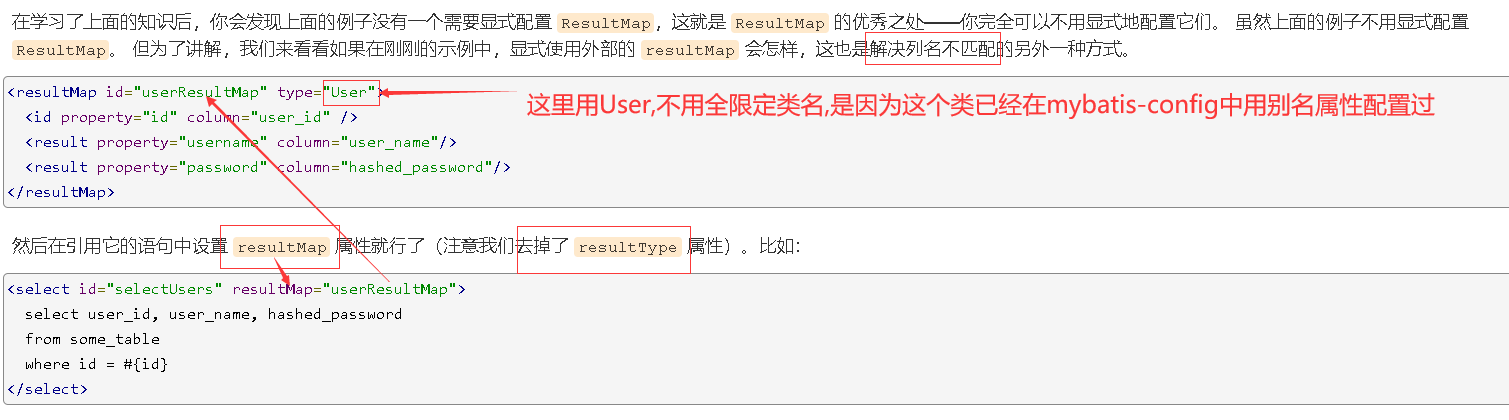 在学习了上面的知识后，你会发现上面的例子没有一个需要显式配置 ResultMap，这就是 ResultMap 的优秀之处——你完全可以不用显式地配置它们。 虽然上面的例子不用显式配置
ResultMap。 但为了讲解，我们来看看如果在刚刚的示例中，显式使用外部的 resultMap 会怎样，这也是解决列名不匹配的另外一种方式。
<resultMap id="userResultMap" type="User">
这里用User,不用全限定类名,是因为这个类已经在mybatis-config中用别名属性配置过
<id property="id" column="user_id" />
<result property="username" column="user_name"/>
<result property="password" column="hashed_password"/>
</resultMap>
然后在引用它的语句中设置 resultMap 属性就行了（注意我们去掉了 resultType 属性）。比如：
<select id="selectUsers" resultMap="userResultMap">
select user_id, user_name, hashed_password
from some_table
where id = #{id}
</select>